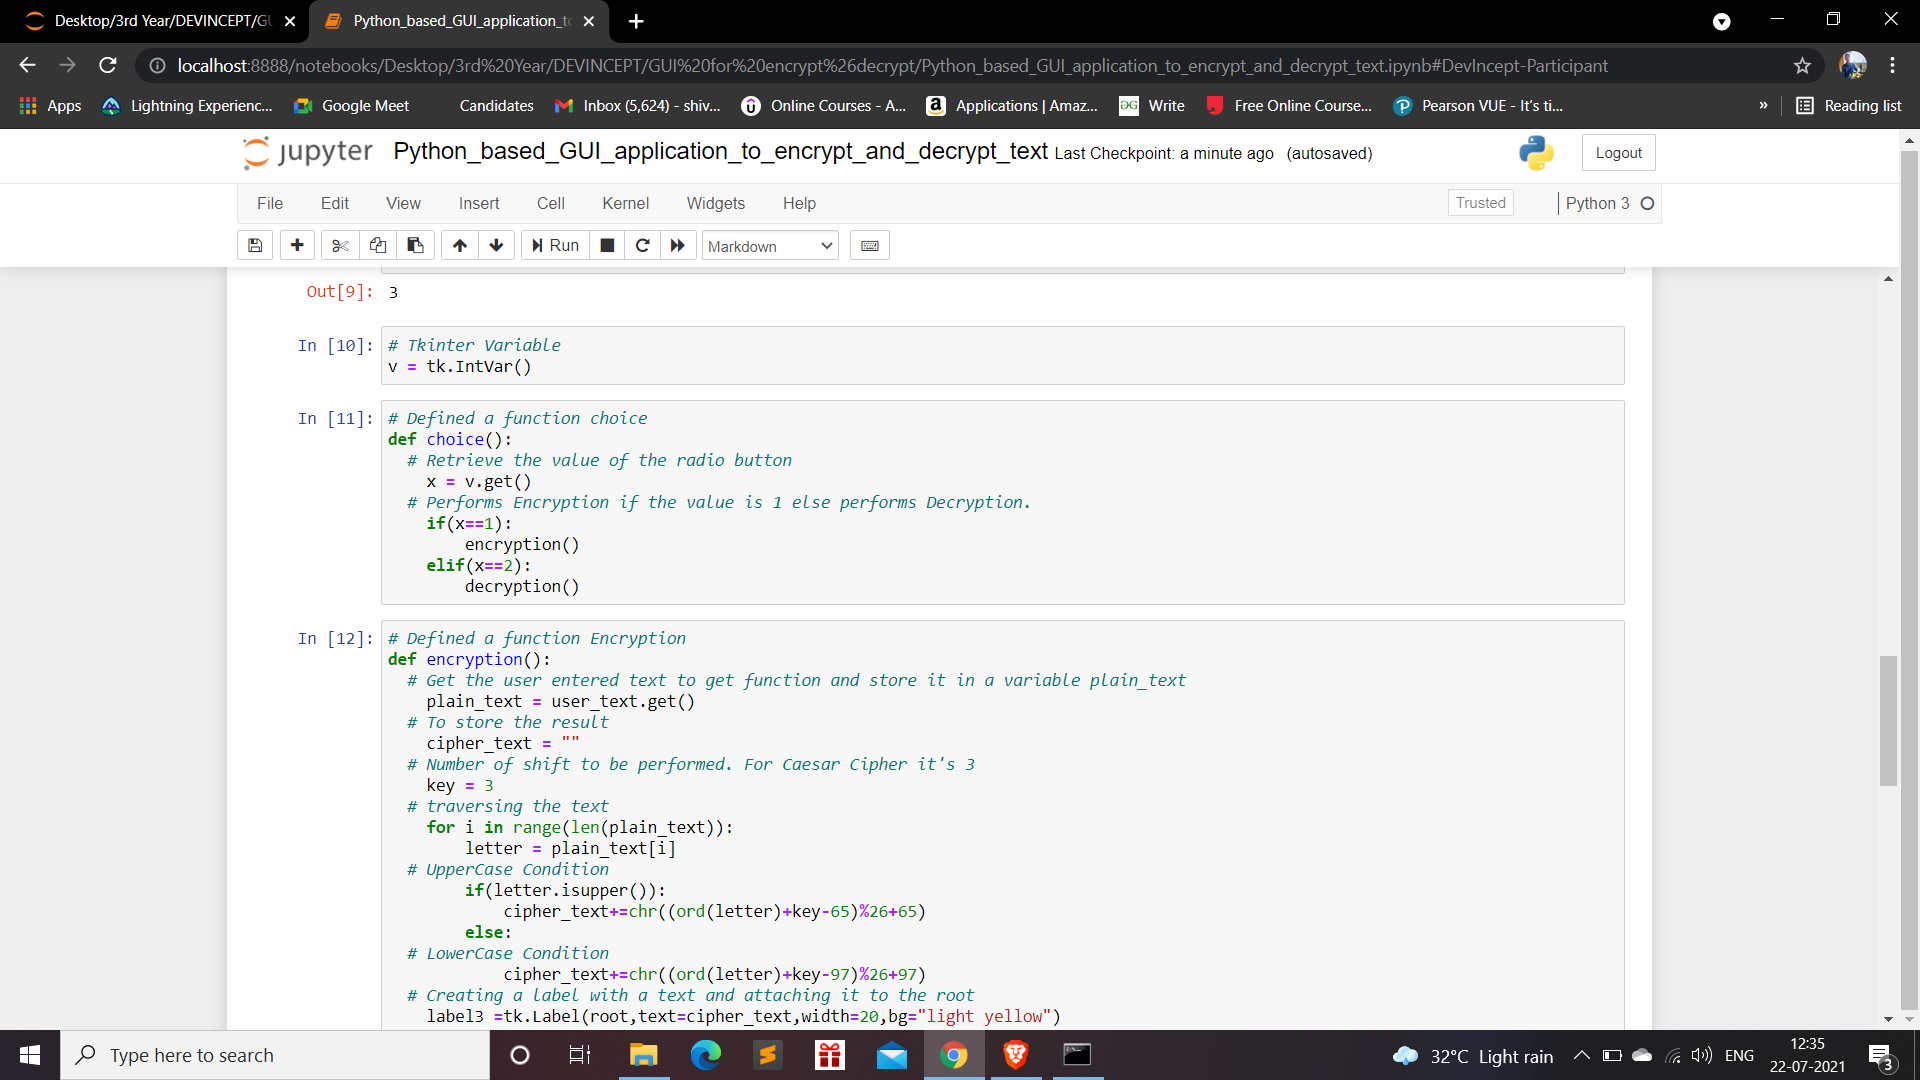 Desktop/3rd Year/DEVINCEPT/GU
Python_based_GUI_application_to
localhost:8888/notebooks/Desktop/3rd%20Year/DEVINCEPT/GUI%20for%20encrypt%26decrypt/Python_based_GUI_application_to_encrypt_and_decrypt_text.ipynb#DevIncept-Participant
Apps Lightning Experienc... Google Meet Candidates Inbox (5,624) - shiv... Online Courses - A... Applications | Amaz... Write Free Online Course... Pearson VUE - It's ti... » Reading list
jupyter Python_based_GUI_application_to_encrypt_and_decrypt_text Last Checkpoint: a minute ago (autosaved) Logout
File Edit View Insert Cell Kernel Widgets Help Trusted Python 3
Run Markdown
Out[9]: 3
In [10]: # Tkinter Variable
v = tk.IntVar()
In [11]: # Defined a function choice
def choice():
# Retrieve the value of the radio button
x = v.get()
# Performs Encryption if the value is 1 else performs Decryption.
if(x==1):
encryption()
elif(x==2):
decryption()
In [12]: # Defined a function Encryption
def encryption():
# Get the user entered text to get function and store it in a variable plain_text
plain_text = user_text.get()
# To store the result
cipher_text = ""
# Number of shift to be performed. For Caesar Cipher it's 3
key = 3
# traversing the text
for i in range(len(plain_text)):
letter = plain_text[i]
# UpperCase Condition
if(letter.isupper()):
cipher_text+=chr((ord(letter)+key-65)%26+65)
else:
# LowerCase Condition
cipher_text+=chr((ord(letter)+key-97)%26+97)
# Creating a label with a text and attaching it to the root
label3 =tk.Label(root,text=cipher_text,width=20,bg="light yellow")
Type here to search 32°C Light rain ENG
12:35
22-07-2021
3